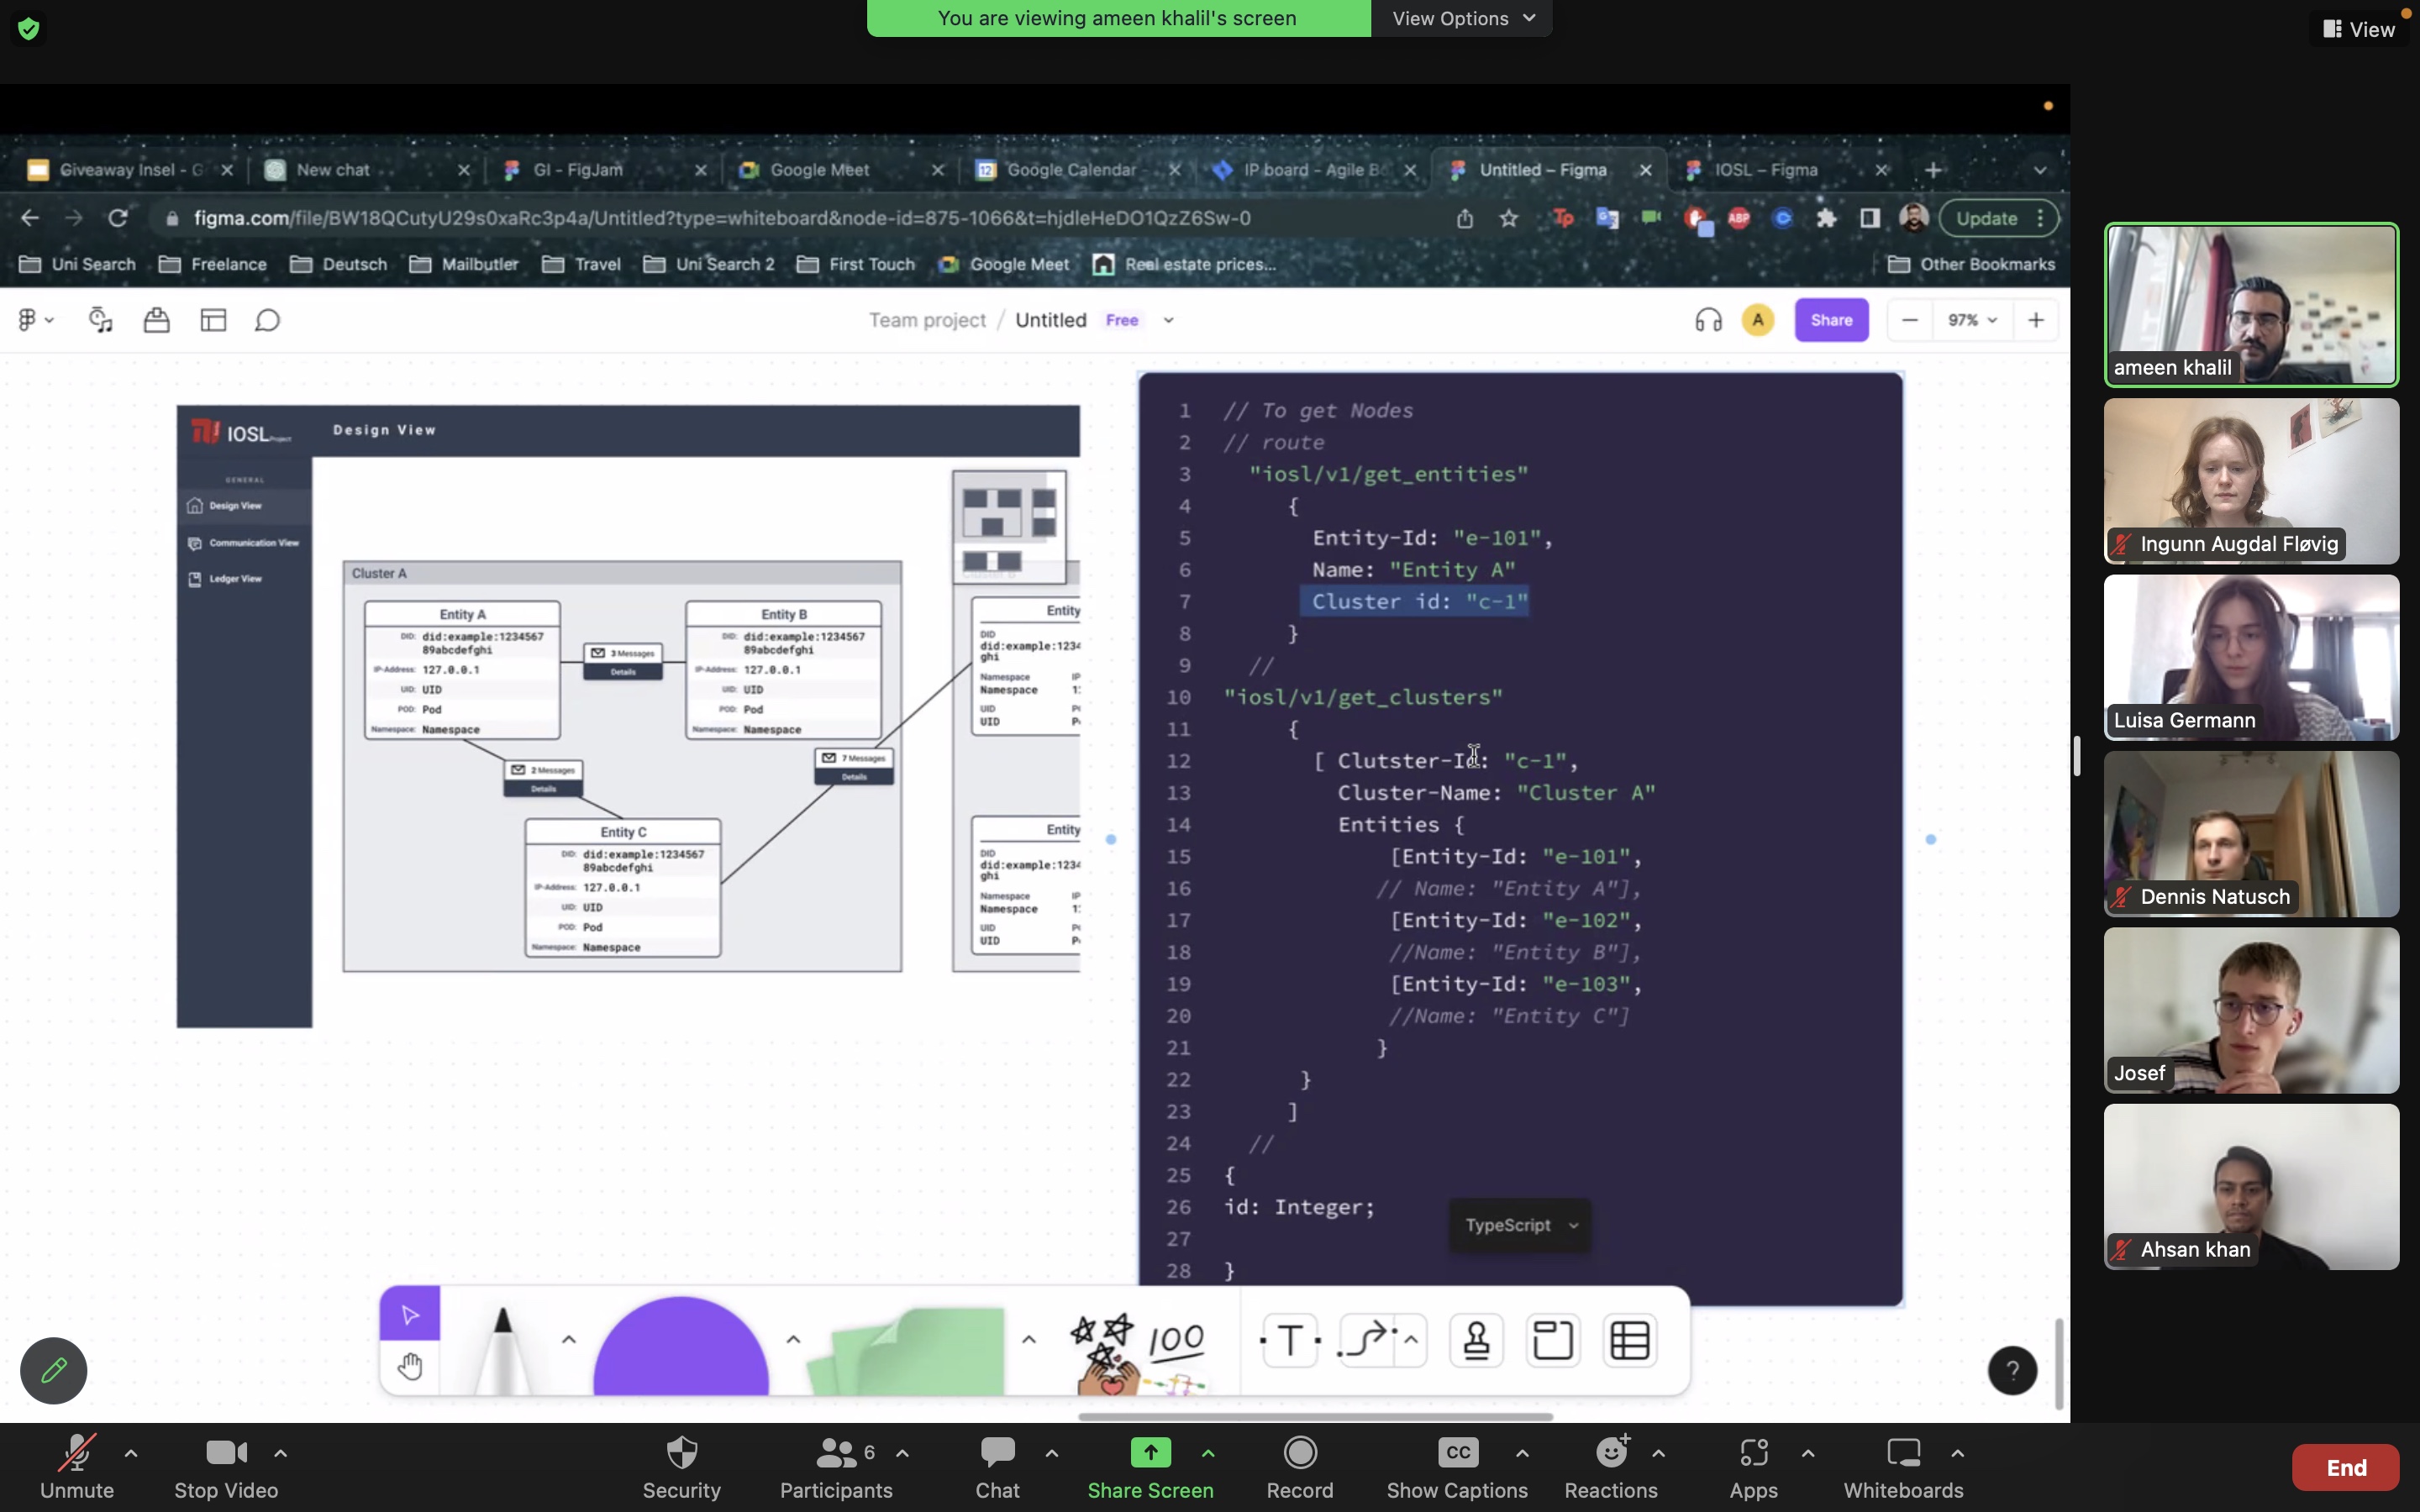 You are viewing ameen khalil's screen
View Options
View
Giveaway Insel - G
New chat
GI - FigJam
Google Meet
Google Calendar
IP board - Agile Bo
Untitled – Figma
IOSL – Figma
figma.com/file/BW18QCutyU29s0xaRc3p4a/Untitled?type=whiteboard&node-id=875-1066&t=hjdleHeDO1QzZ6Sw-0
Update
Uni Search
Freelance
Deutsch
Mailbutler
Travel
Uni Search 2
First Touch
Google Meet
Real estate prices...
Other Bookmarks
Team project / Untitled Free
A
Share
97%
IOSL Project
Design View
GENERAL
Design View
Communication View
Ledger View
Cluster A
Entity A
DID: did:example:1234567
89abcdefghi
IP-Address: 127.0.0.1
UID: UID
POD: Pod
Namespace: Namespace
3 Messages
Details
Entity B
DID: did:example:1234567
89abcdefghi
IP-Address: 127.0.0.1
UID: UID
POD: Pod
Namespace: Namespace
2 Messages
Details
7 Messages
Details
Entity C
DID: did:example:1234567
89abcdefghi
IP-Address: 127.0.0.1
UID: UID
POD: Pod
Namespace: Namespace
Entity
DID
did:example:1234
ghi
Namespace IP
Namespace 1
UID P
UID P
Entity
DID
did:example:1234
ghi
Namespace IP
Namespace 1
UID P
UID P
1 // To get Nodes
2 // route
3 "iosl/v1/get_entities"
4 {
5 Entity-Id: "e-101",
6 Name: "Entity A"
7 Cluster id: "c-1"
8 }
9 //
10 "iosl/v1/get_clusters"
11 {
12 [ Clutster-Id: "c-1",
13 Cluster-Name: "Cluster A"
14 Entities {
15 [Entity-Id: "e-101",
16 // Name: "Entity A"],
17 [Entity-Id: "e-102",
18 //Name: "Entity B"],
19 [Entity-Id: "e-103",
20 //Name: "Entity C"]
21 }
22 }
23 ]
24 //
25 {
26 id: Integer;
27
28 }
TypeScript
100
T
?
ameen khalil
Ingunn Augdal Fløvig
Luisa Germann
Dennis Natusch
Josef
Ahsan khan
Unmute
Stop Video
Security
Participants
6
Chat
Share Screen
Record
CC
Show Captions
Reactions
Apps
Whiteboards
End